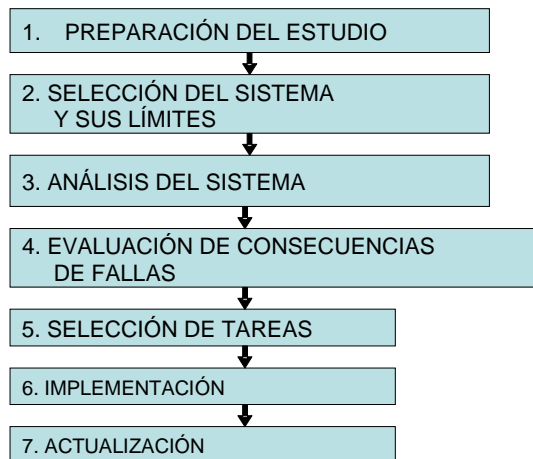 1. PREPARACIÓN DEL ESTUDIO
2. SELECCIÓN DEL SISTEMA
Y SUS LÍMITES
3. ANÁLISIS DEL SISTEMA
4. EVALUACIÓN DE CONSECUENCIAS
DE FALLAS
5. SELECCIÓN DE TAREAS
6. IMPLEMENTACIÓN
7. ACTUALIZACIÓN